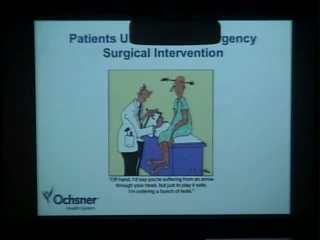 Patients U rgency
Surgical Intervention
"Off hand, I'd say you're suffering from an arrow
through your head, but just to play it safe,
I'm ordering a bunch of tests."
Ochsner
Health System